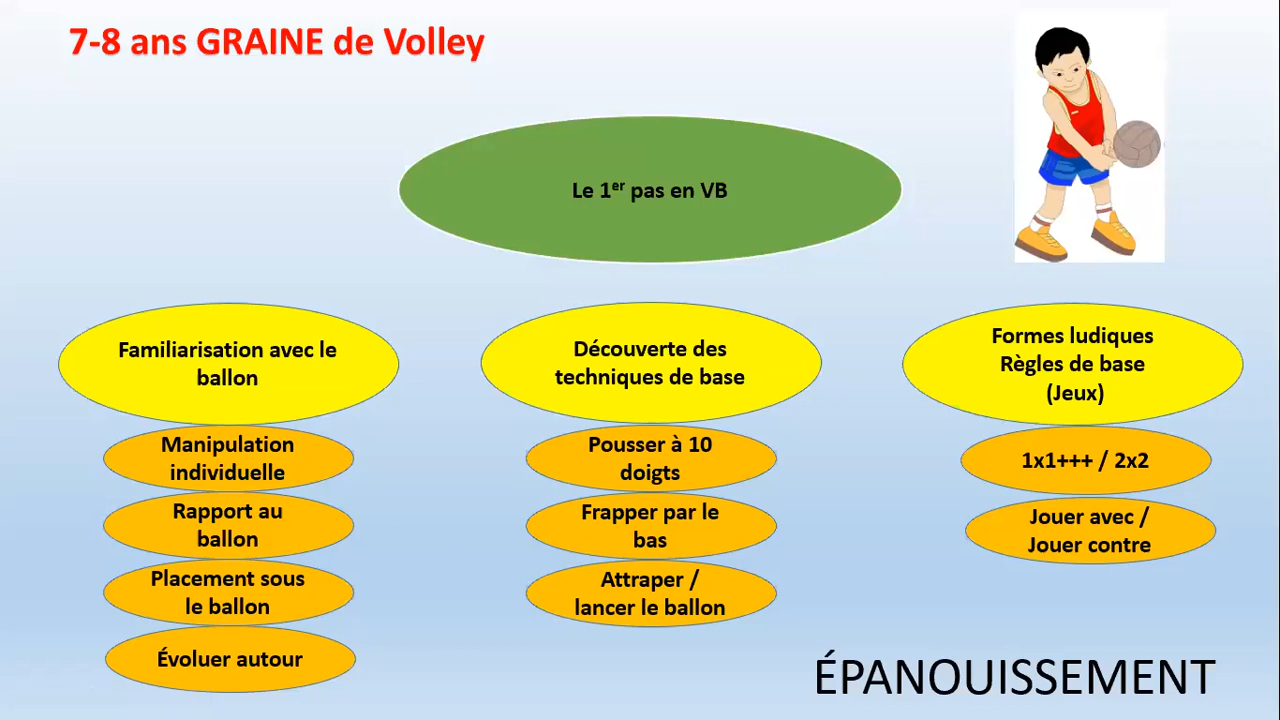 7-8 ans GRAINE de Volley
Le 1er pas en VB
Familiarisation avec le
ballon
Manipulation
individuelle
Rapport au
ballon
Placement sous
le ballon
Évoluer autour
Découverte des
techniques de base
Pousser à 10
doigts
Frapper par le
bas
Attraper /
lancer le ballon
Formes ludiques
Règles de base
(Jeux)
1x1+++ / 2x2
Jouer avec /
Jouer contre
ÉPANOUISSEMENT